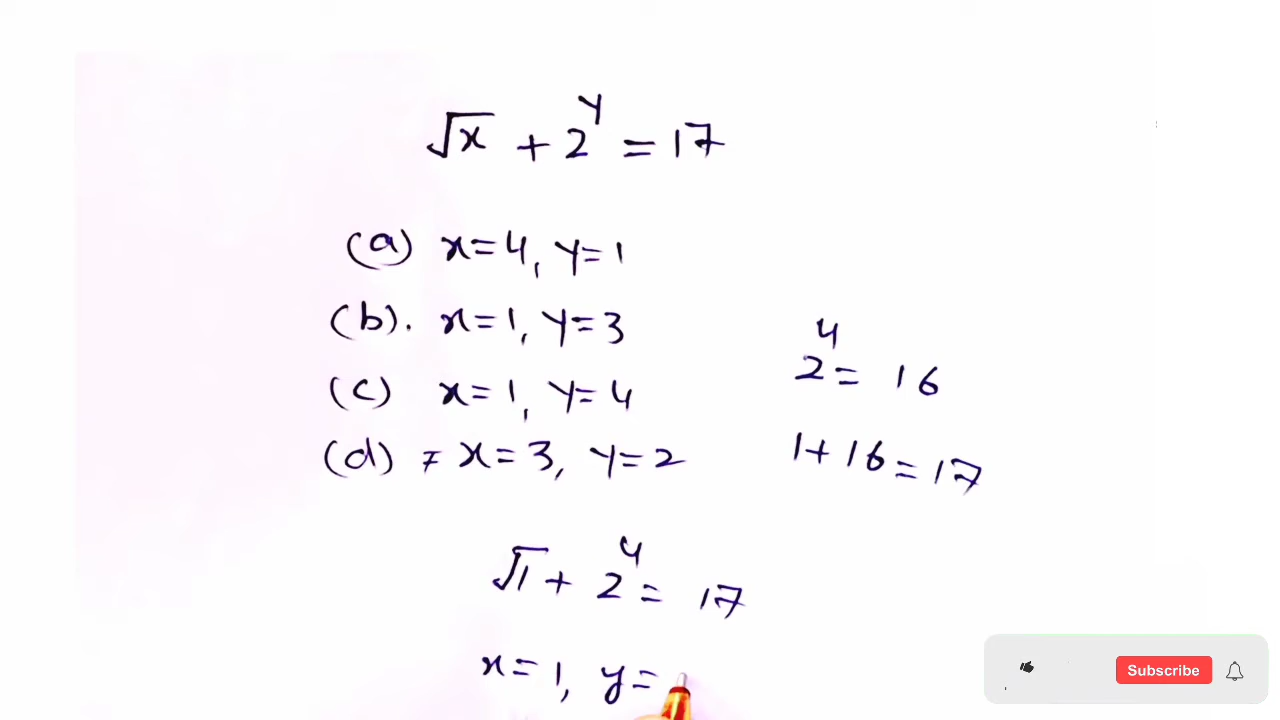 √x + 2^y = 17
(a) x=4, y=1
(b). x=1, y=3
(c) x=1, y=4
(d) x=3, y=2
2^4 = 16
1+16=17
√1 + 2^4 = 17
x=1, y=
Subscribe